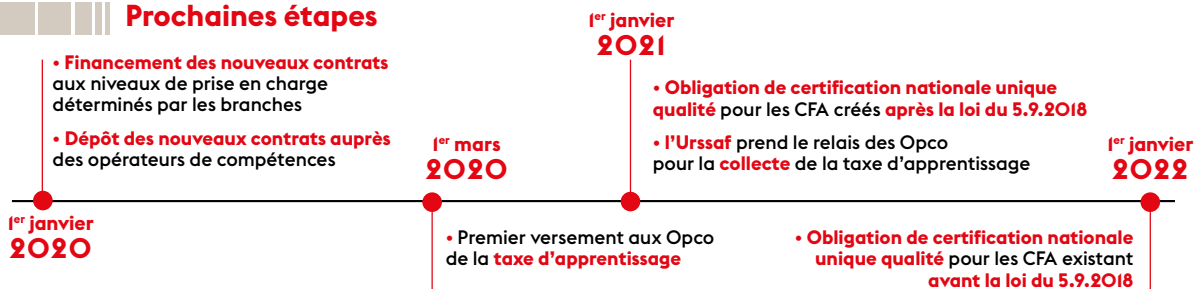 Prochaines étapes
1er janvier
2020
• Financement des nouveaux contrats
aux niveaux de prise en charge
déterminés par les branches
• Dépôt des nouveaux contrats auprès
des opérateurs de compétences
1er mars
2020
• Premier versement aux Opco
de la taxe d'apprentissage
1er janvier
2021
• Obligation de certification nationale unique
qualité pour les CFA créés après la loi du 5.9.2018
• l'Urssaf prend le relais des Opco
pour la collecte de la taxe d'apprentissage
1er janvier
2022
• Obligation de certification nationale
unique qualité pour les CFA existant
avant la loi du 5.9.2018